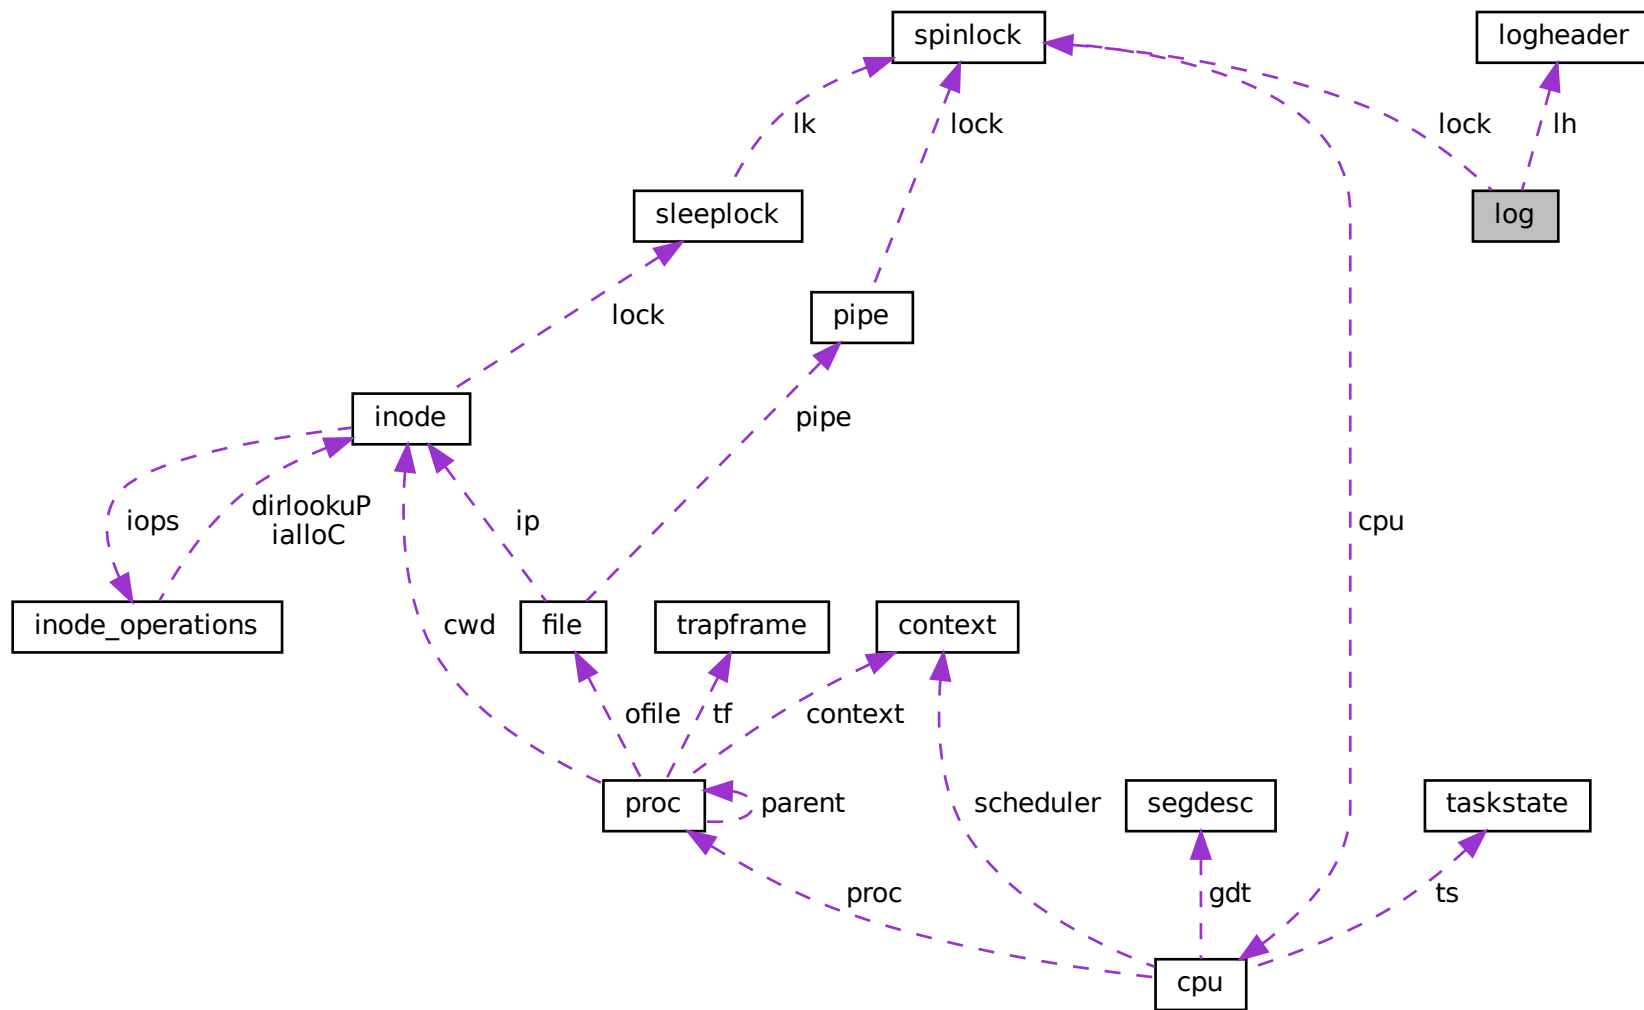 spinlock
logheader
lk
lock
lock
lh
sleeplock
log
pipe
lock
inode
pipe
iops
dirlookuP
ialloC
ip
cpu
inode_operations
cwd
file
trapframe
context
ofile
tf
context
proc
parent
scheduler
segdesc
taskstate
proc
gdt
ts
cpu